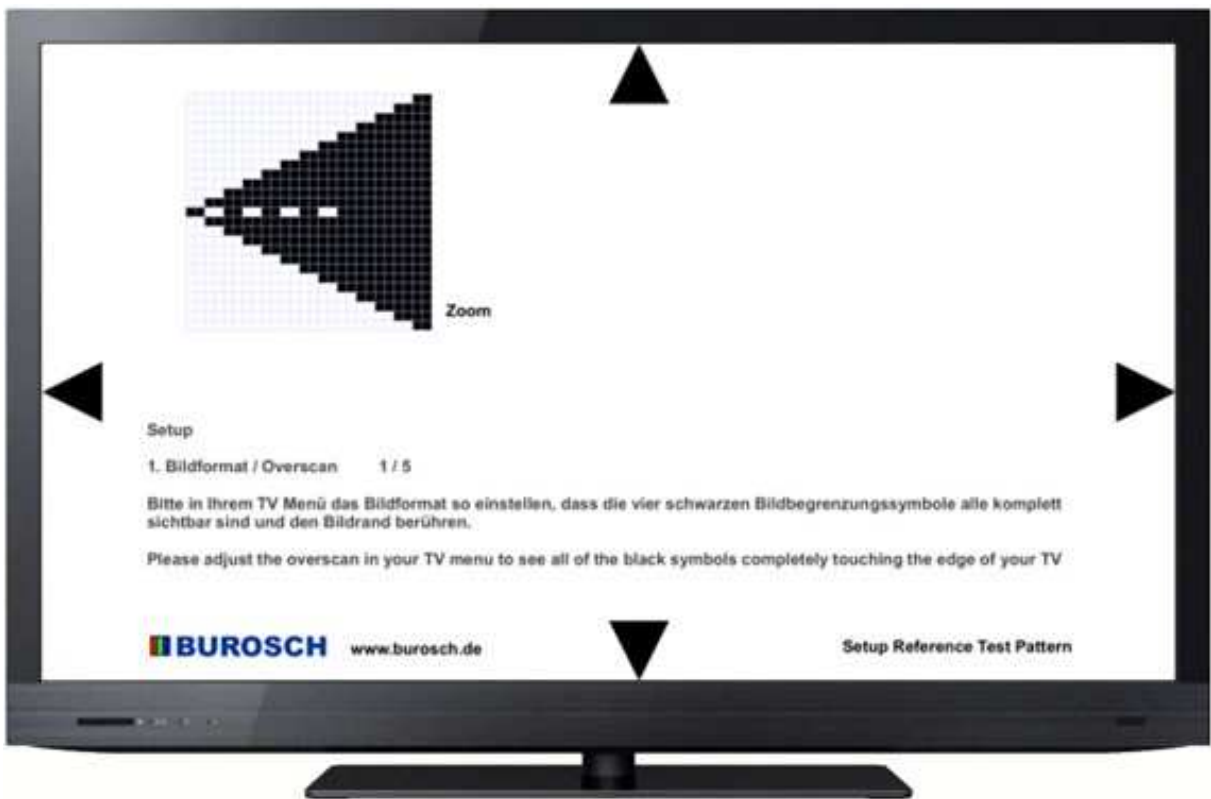 Zoom
Setup
1. Bildformat / Overscan 1 / 5
Bitte in Ihrem TV Menü das Bildformat so einstellen, dass die vier schwarzen Bildbegrenzungssymbole alle komplett
sichtbar sind und den Bildrand berühren.
Please adjust the overscan in your TV menu to see all of the black symbols completely touching the edge of your TV
BUROSCH www.burosch.de Setup Reference Test Pattern